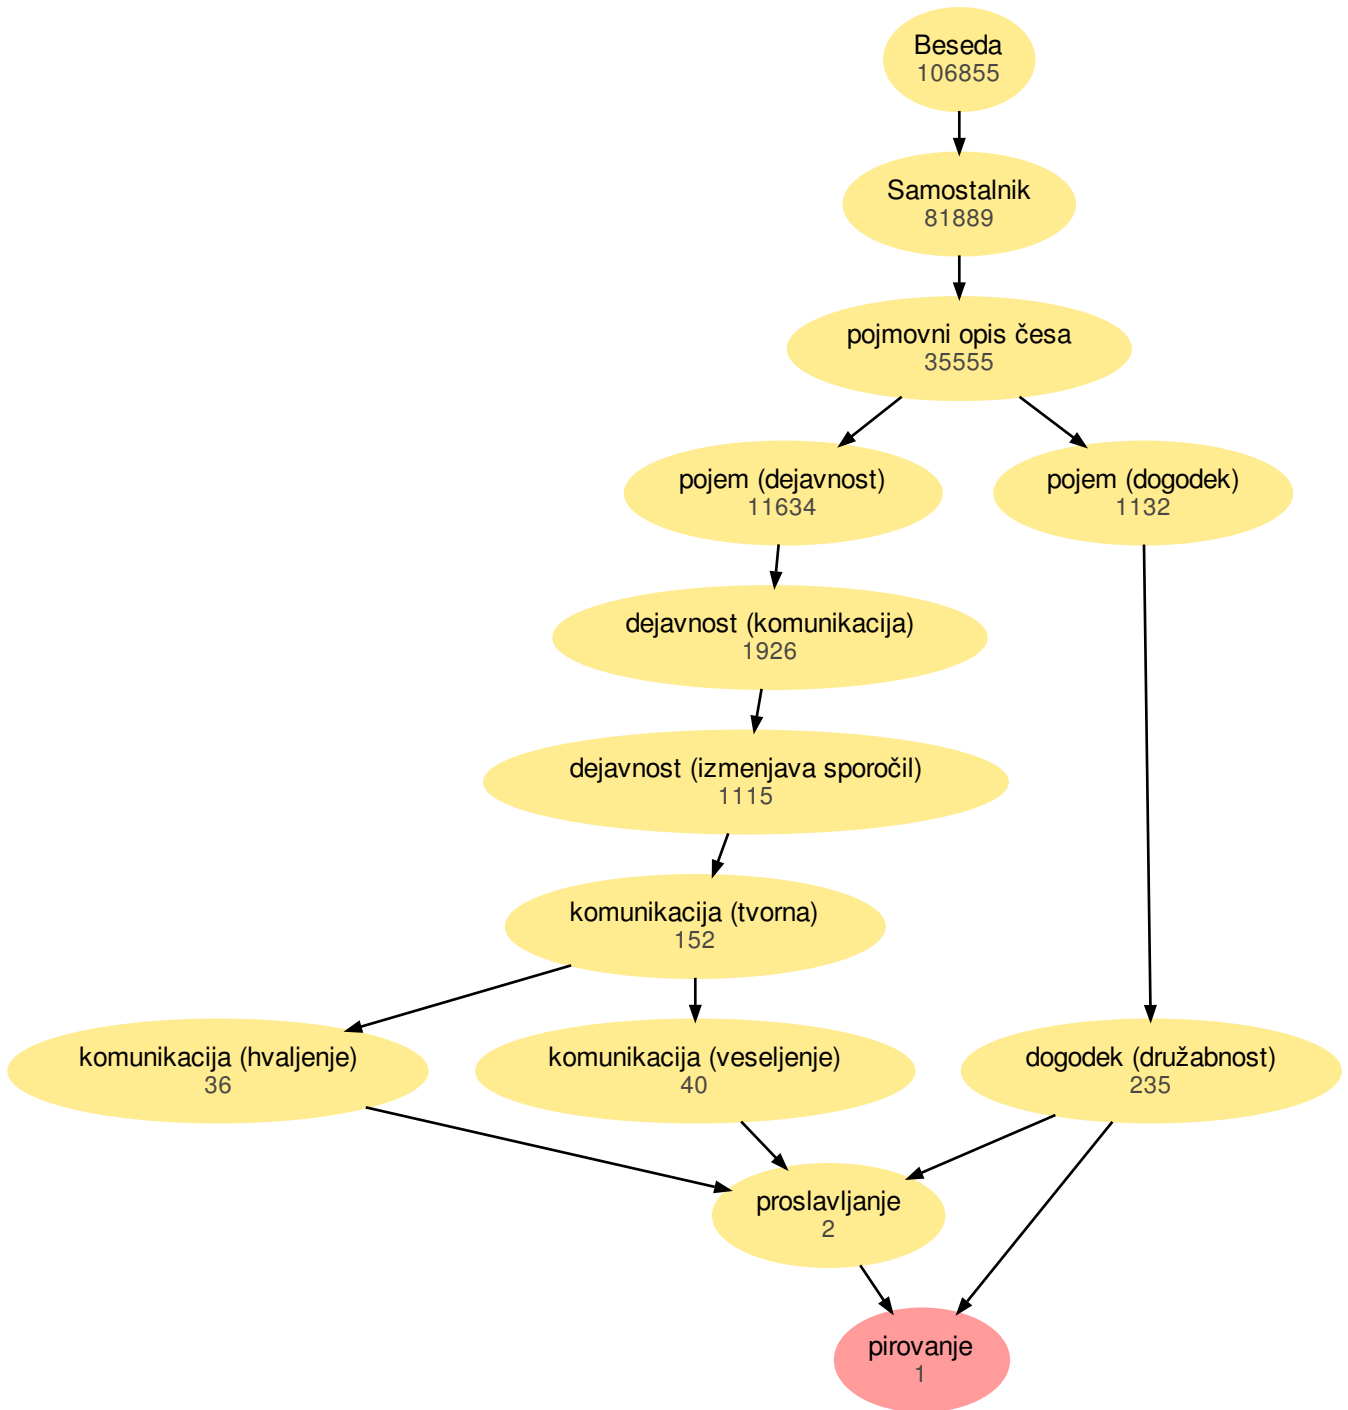 Beseda
106855
Samostalnik
81889
pojmovni opis česa
35555
pojem (dejavnost)
11634
pojem (dogodek)
1132
dejavnost (komunikacija)
1926
dejavnost (izmenjava sporočil)
1115
komunikacija (tvorna)
152
komunikacija (hvaljenje)
36
komunikacija (veseljenje)
40
dogodek (družabnost)
235
proslavljanje
2
pirovanje
1